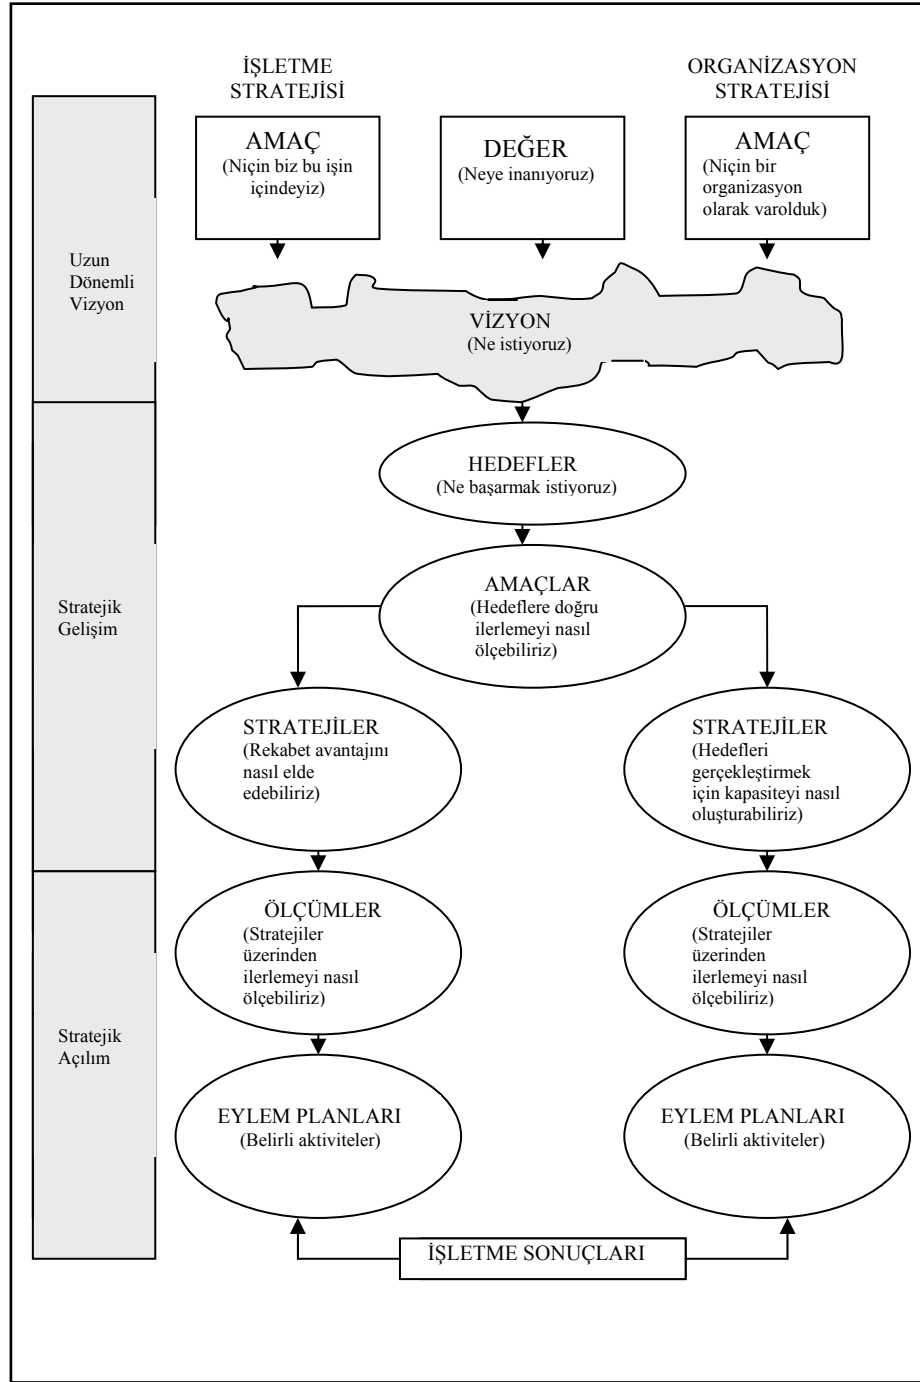 İŞLETME
STRATEJİSİ
ORGANİZASYON
STRATEJİSİ
AMAÇ
(Niçin biz bu işin
içindeyiz)
DEĞER
(Neye inanıyoruz)
AMAÇ
(Niçin bir
organizasyon
olarak varolduk)
Uzun
Dönemli
Vizyon
VİZYON
(Ne istiyoruz)
HEDEFLER
(Ne başarmak istiyoruz)
AMAÇLAR
(Hedeflere doğru
ilerlemeyi nasıl
ölçebiliriz)
Stratejik
Gelişim
STRATEJİLER
(Rekabet avantajını
nasıl elde
edebiliriz)
STRATEJİLER
(Hedefleri
gerçekleştirmek
için kapasiteyi nasıl
oluşturabiliriz)
ÖLÇÜMLER
(Stratejiler
üzerinden
ilerlemeyi nasıl
ölçebiliriz)
ÖLÇÜMLER
(Stratejiler
üzerinden
ilerlemeyi nasıl
ölçebiliriz)
Stratejik
Açılım
EYLEM PLANLARI
(Belirli aktiviteler)
EYLEM PLANLARI
(Belirli aktiviteler)
İŞLETME SONUÇLARI